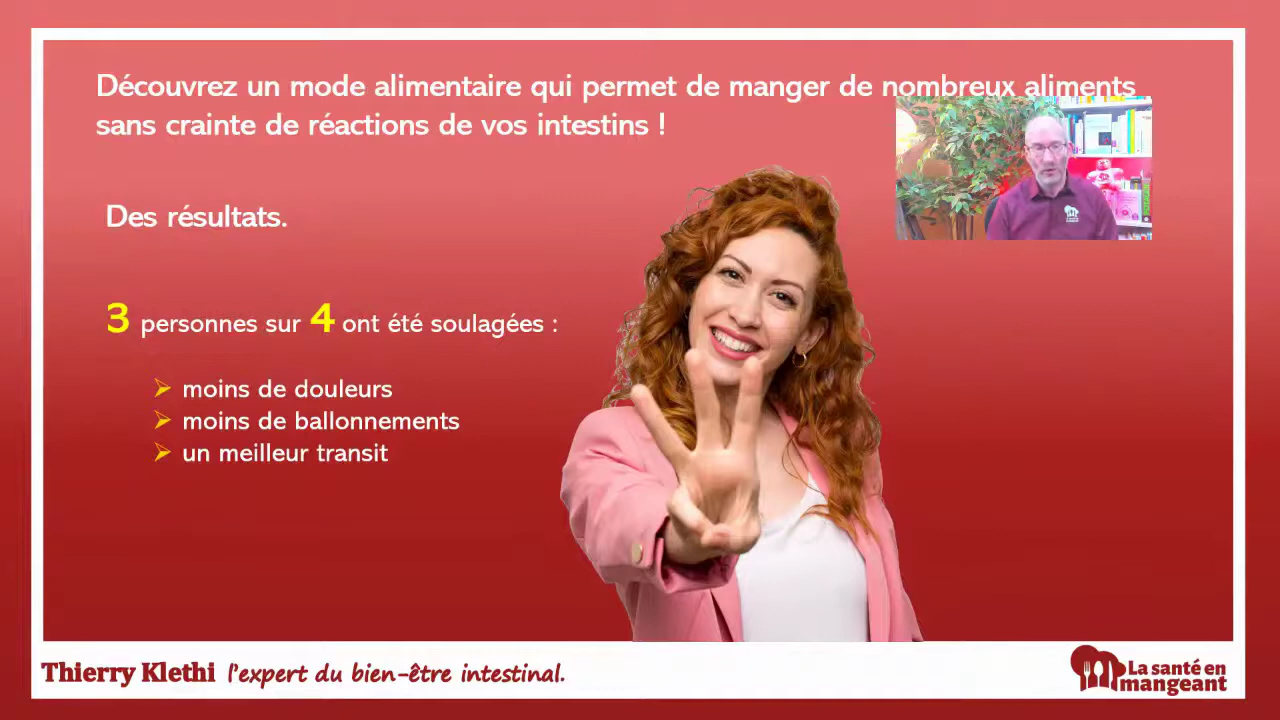 Découvrez un mode alimentaire qui permet de manger de nombreux aliments
sans crainte de réactions de vos intestins !
Des résultats.
3 personnes sur 4 ont été soulagées :
moins de douleurs
moins de ballonnements
un meilleur transit
Thierry Klethi l'expert du bien-être intestinal.
La santé en
mangeant